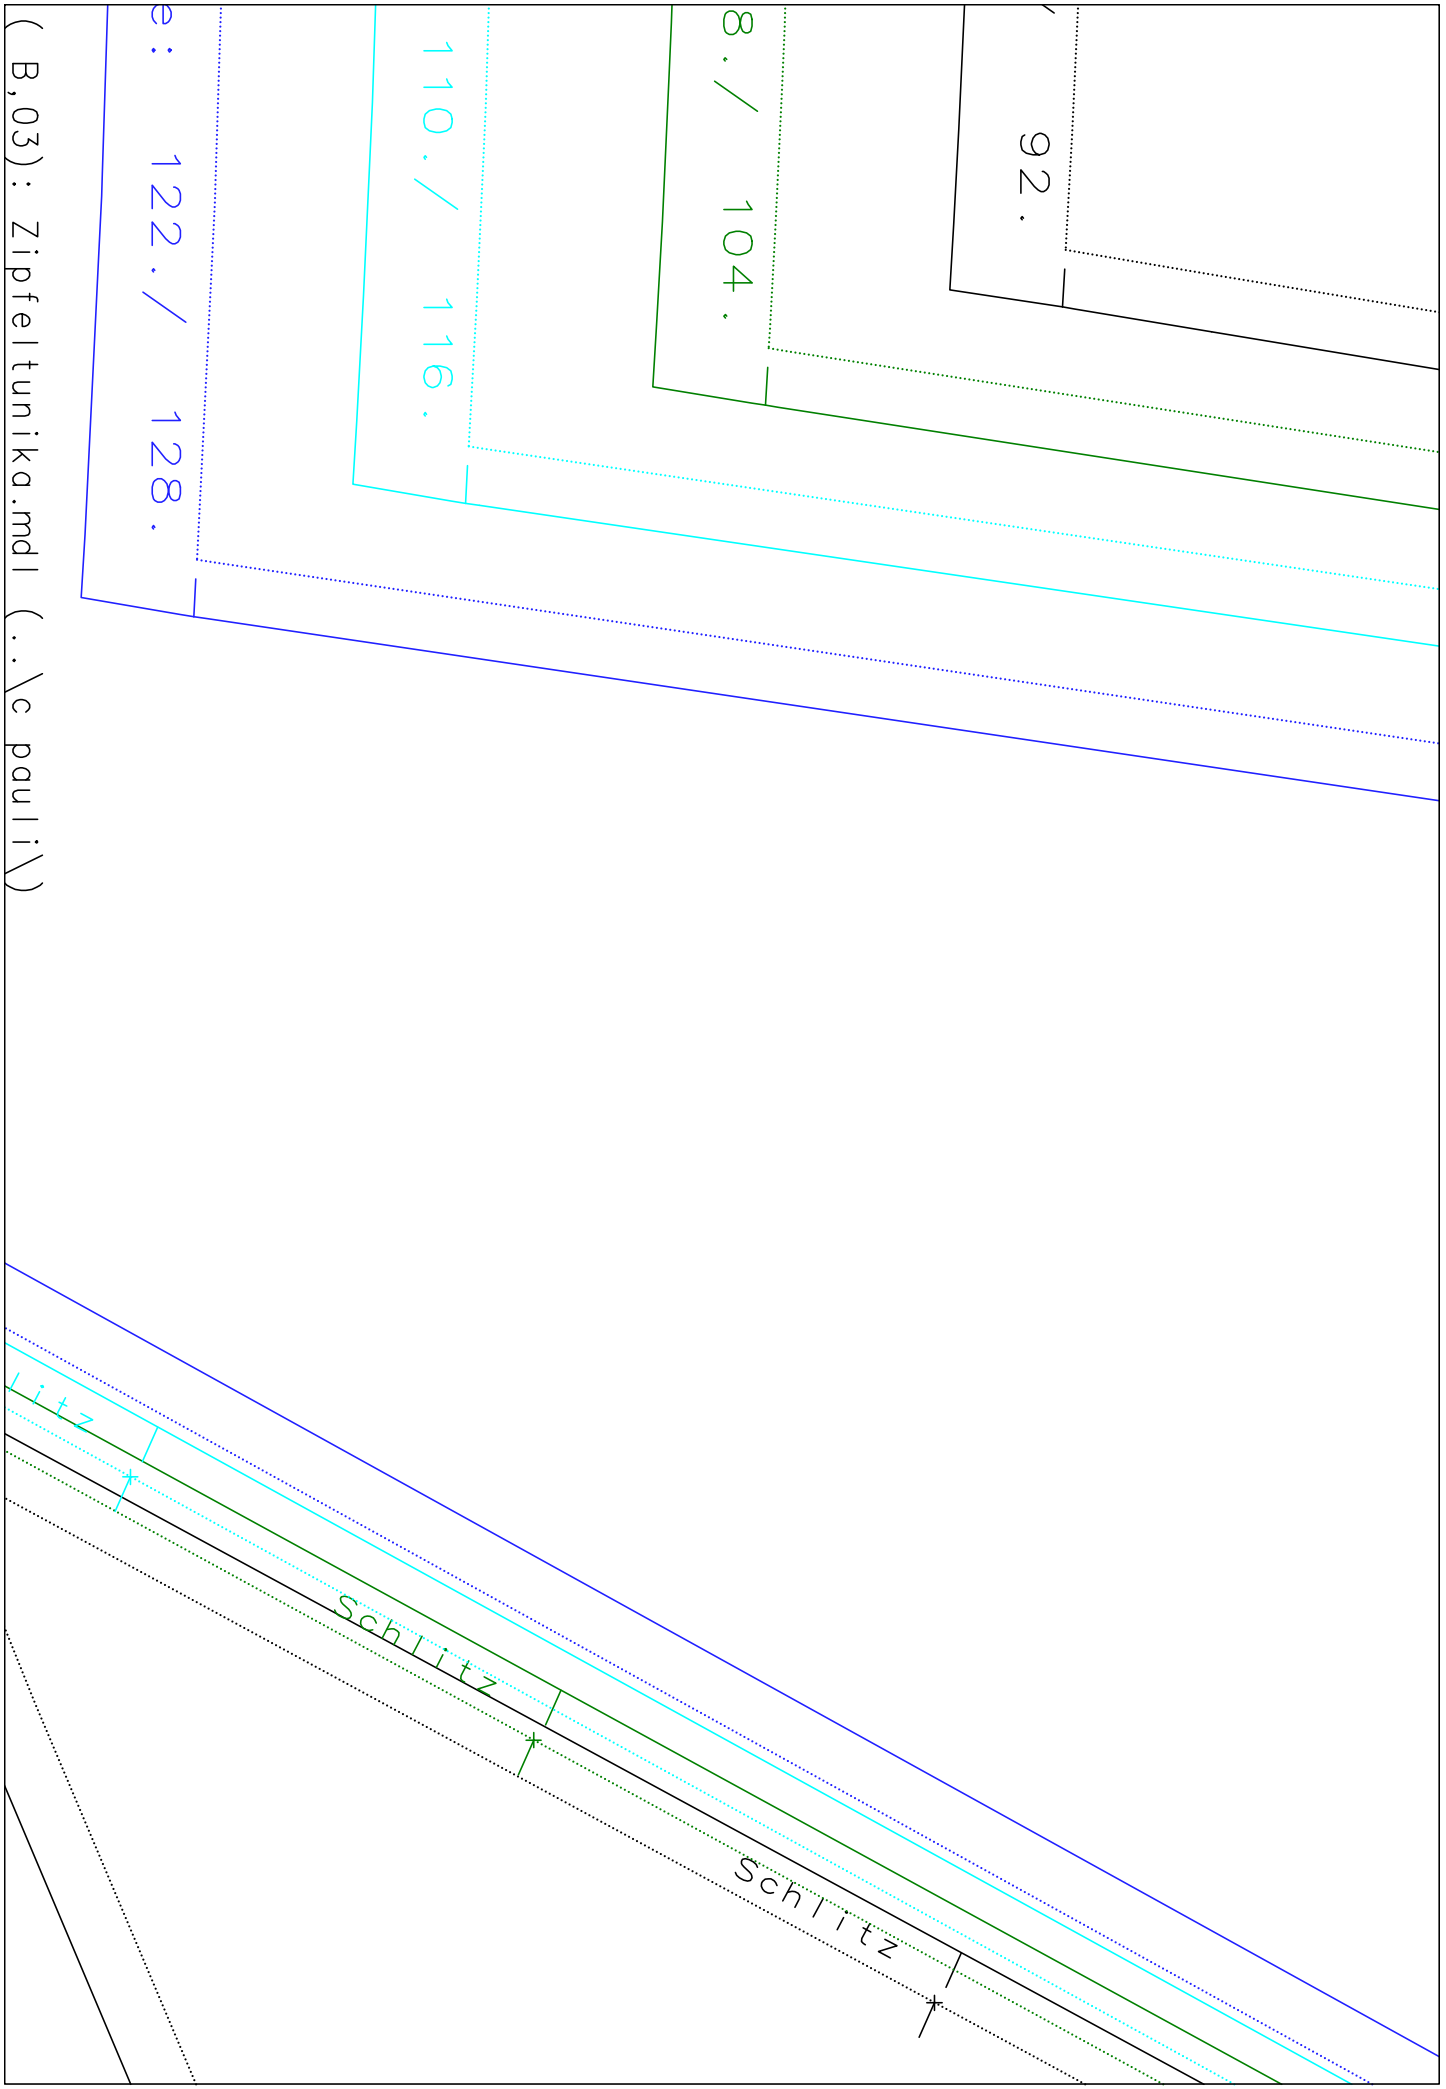 92.
8./ 104.
110./ 116.
e: 122./ 128.
( B,03): Zipfeltunika.mdl (..\c pauli\)
litz
Schlitz
Schlitz